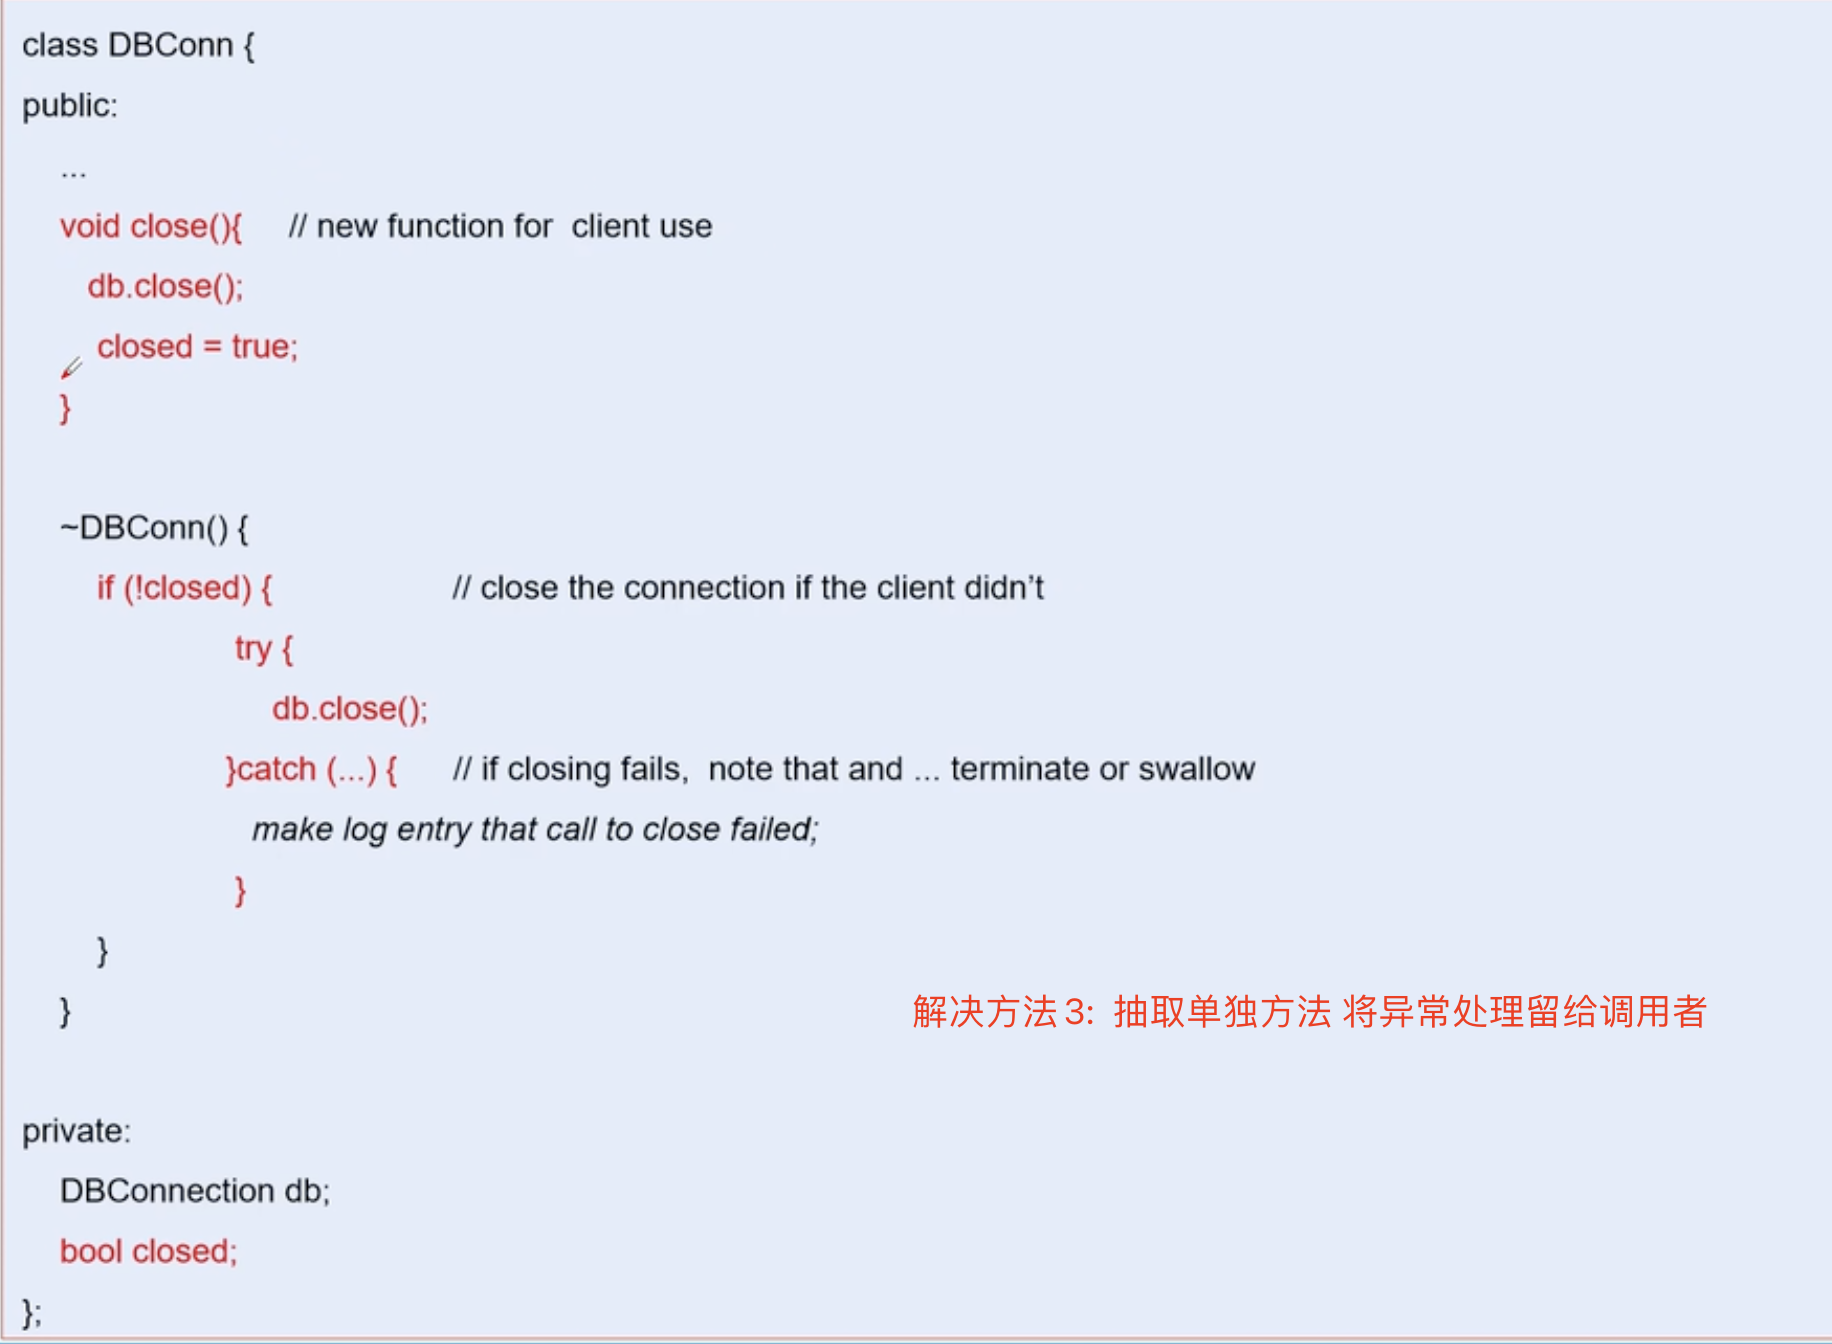 class DBConn {
public:
...
void close(){ // new function for client use
db.close();
closed = true;
}
~DBConn() {
if (!closed) { // close the connection if the client didn’t
try {
db.close();
}catch (...) { // if closing fails, note that and ... terminate or swallow
make log entry that call to close failed;
}
}
}
解决方法3: 抽取单独方法 将异常处理留给调用者
private:
DBConnection db;
bool closed;
};